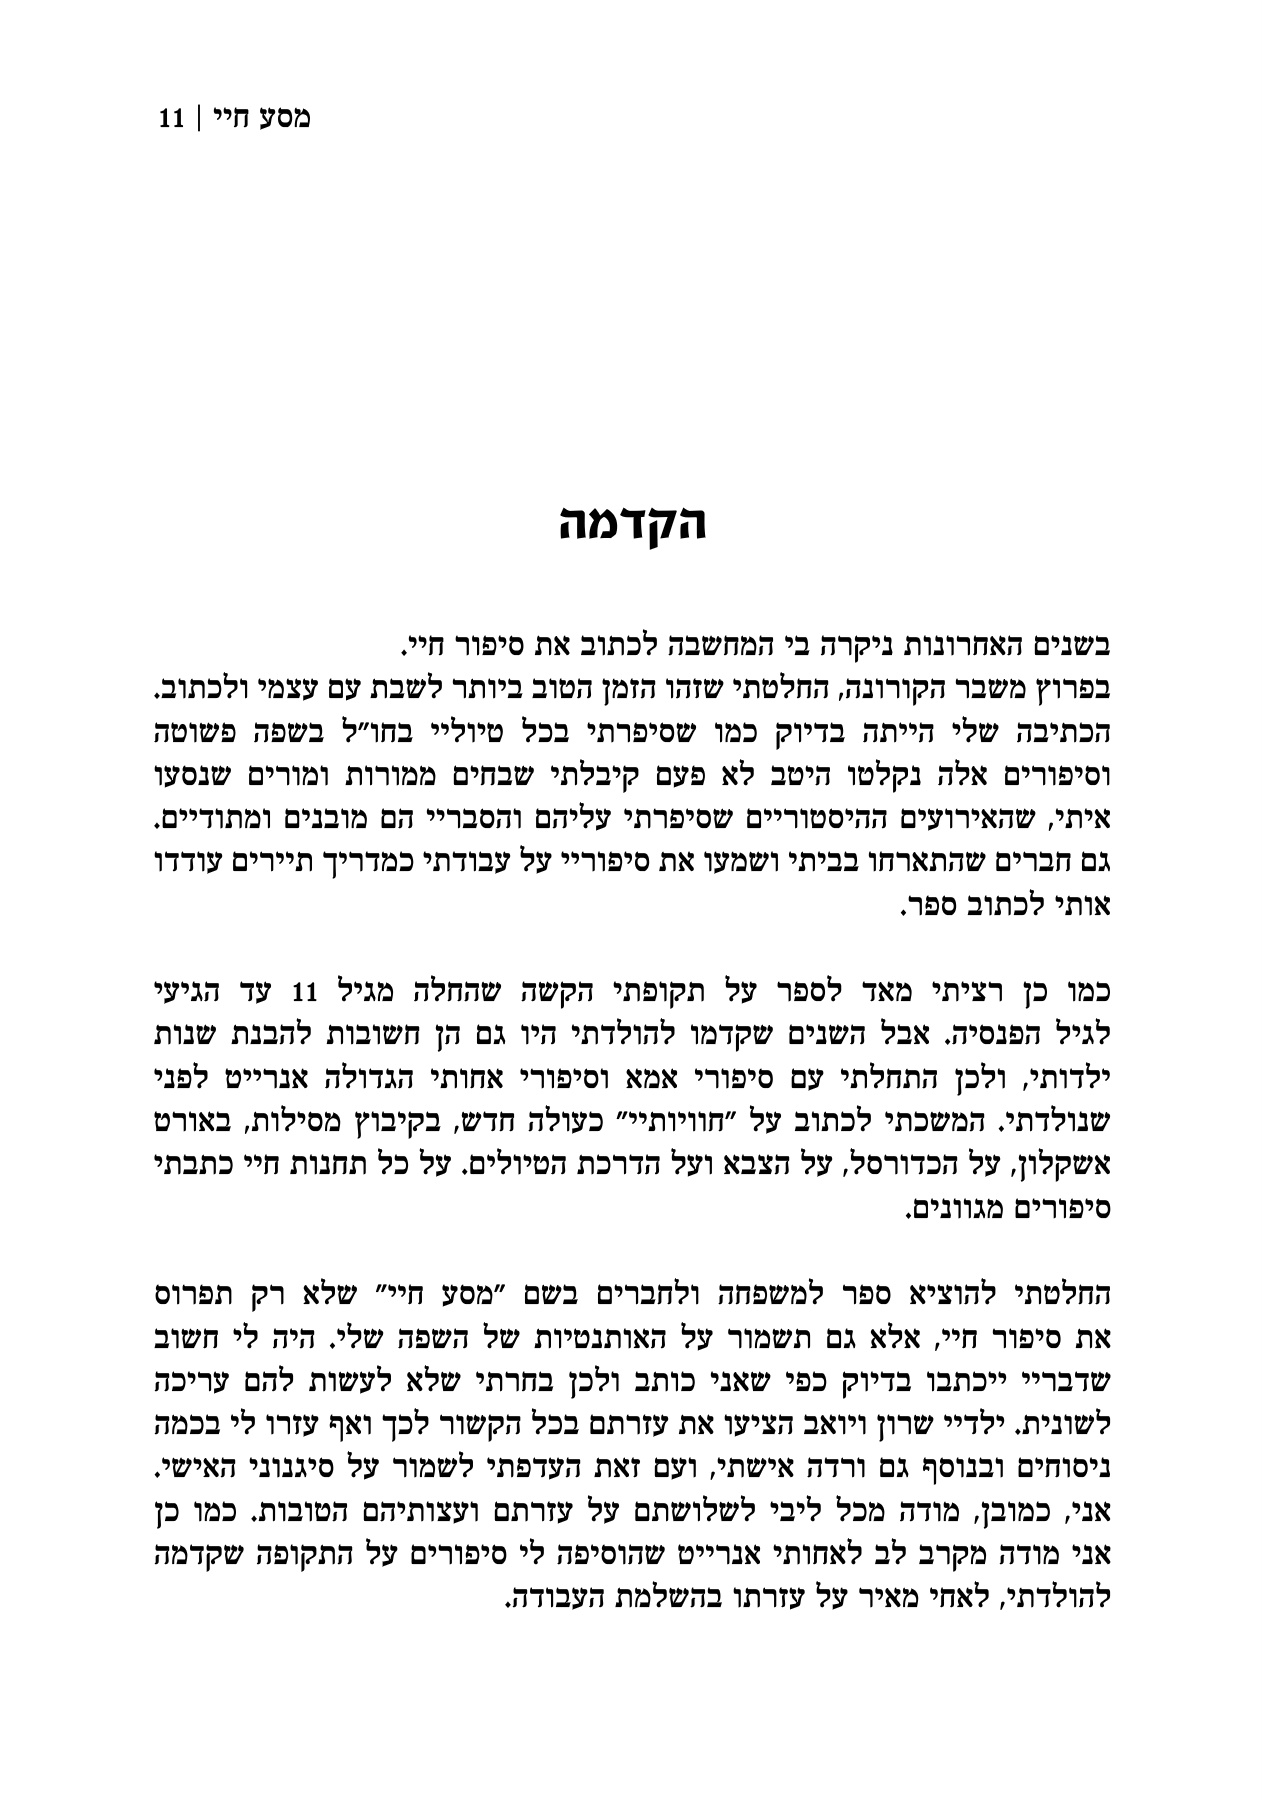 מסע חיי | 11
הקדמה
בשנים האחרונות ניקרה בי המחשבה לכתוב את סיפור חיי.
בפרוץ משבר הקורונה, החלטתי שזהו הזמן הטוב ביותר לשבת עם עצמי ולכתוב.
הכתיבה שלי הייתה בדיוק כמו שסיפרתי בכל טיוליי בחו״ל בשפה פשוטה
וסיפורים אלה נקלטו היטב לא פעם קיבלתי שבחים ממורות ומורים שנסעו
איתי, שהאירועים ההיסטוריים שסיפרתי עליהם והסבריי הם מובנים ומתודיים.
גם חברים שהתארחו בביתי ושמעו את סיפוריי על עבודתי כמדריך תיירים עודדו
אותי לכתוב ספר.
כמו כן רציתי מאד לספר על תקופתי הקשה שהחלה מגיל 11 עד הגיעי
לגיל הפנסיה. אבל השנים שקדמו להולדתי היו גם הן חשובות להבנת שנות
ילדותי, ולכן התחלתי עם סיפורי אמא וסיפורי אחותי הגדולה אנרייט לפני
שנולדתי. המשכתי לכתוב על ״חוויותיי״ כעולה חדש, בקיבוץ מסילות, באורט
אשקלון, על הכדורסל, על הצבא ועל הדרכת הטיולים. על כל תחנות חיי כתבתי
סיפורים מגוונים.
החלטתי להוציא ספר למשפחה ולחברים בשם ״מסע חיי״ שלא רק תפרוס
את סיפור חיי, אלא גם תשמור על האותנטיות של השפה שלי. היה לי חשוב
שדבריי ייכתבו בדיוק כפי שאני כותב ולכן בחרתי שלא לעשות להם עריכה
לשונית. ילדיי שרון ויואב הציעו את עזרתם בכל הקשור לכך ואף עזרו לי בכמה
ניסוחים ובנוסף גם ורדה אישתי, ועם זאת העדפתי לשמור על סיגנוני האישי.
אני, כמובן, מודה מכל ליבי לשלושתם על עזרתם ועצותיהם הטובות. כמו כן
אני מודה מקרב לב לאחותי אנרייט שהוסיפה לי סיפורים על התקופה שקדמה
להולדתי, לאחי מאיר על עזרתו בהשלמת העבודה.